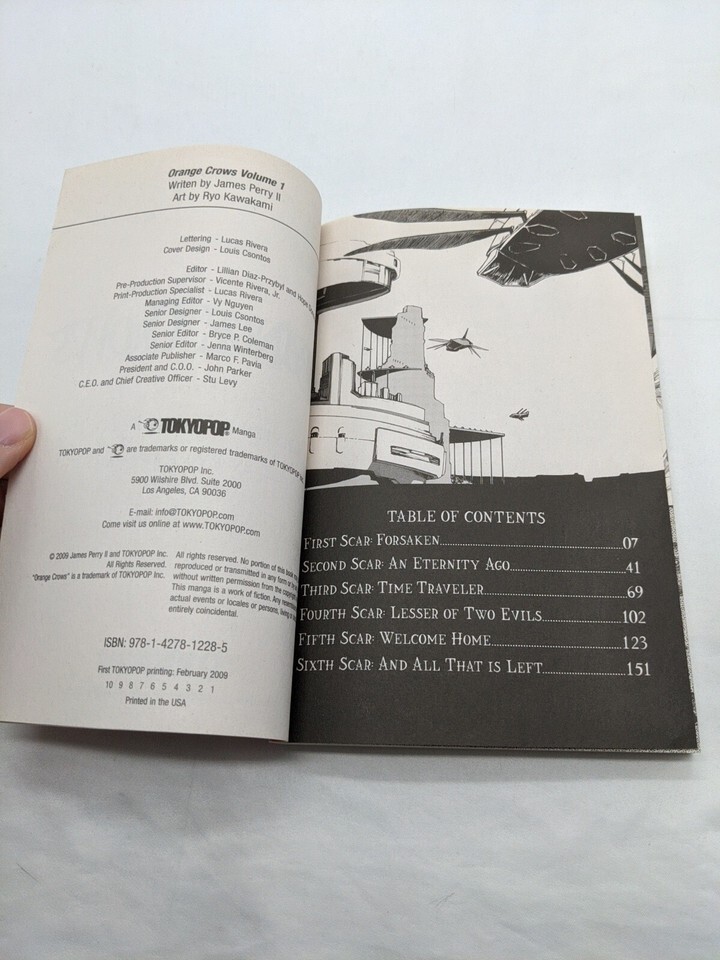 Orange Crows Volume 1
Writen by James Perry II
Art by Ryo Kawakami
Lettering - Lucas Rivera
Cover Design - Louis Csontos
Editor - Lillian Diaz-Przybyl and Hope
Pre-Production Supervisor - Vicente Rivera, Jr.
Print-Production Specialist - Lucas Rivera
Managing Editor - Vy Nguyen
Senior Designer - Louis Csontos
Senior Designer - James Lee
Senior Editor - Bryce P. Coleman
Senior Editor - Jenna Winterberg
Associate Publisher - Marco F. Pavia
President and C.O.O. - John Parker
C.E.O. and Chief Creative Officer - Stu Levy
A TOKYOPOP Manga
TOKYOPOP and are trademarks or registered trademarks of TOKYOPOP
TOKYOPOP Inc.
5900 Wilshire Blvd. Suite 2000
Los Angeles, CA 90036
E-mail: info@TOKYOPOP.com
Come visit us online at www.TOKYOPOP.com
© 2009 James Perry II and TOKYOPOP Inc.
All Rights Reserved.
"Orange Crows" is a trademark of TOKYOPOP Inc.
All rights reserved. No portion of this book
reproduced or transmitted in any form or
without written permission from the copyrig
This manga is a work of fiction. Any resem
actual events or locales or persons, living
entirely coincidental.
ISBN: 978-1-4278-1228-5
First TOKYOPOP printing: February 2009
10 9 8 7 6 5 4 3 2 1
Printed in the USA
TABLE OF CONTENTS
FIRST SCAR: FORSAKEN........................................07
SECOND SCAR: AN ETERNITY AGO........................41
THIRD SCAR: TIME TRAVELER..............................69
FOURTH SCAR: LESSER OF TWO EVILS.................102
FIFTH SCAR: WELCOME HOME............................123
SIXTH SCAR: AND ALL THAT IS LEFT..................151